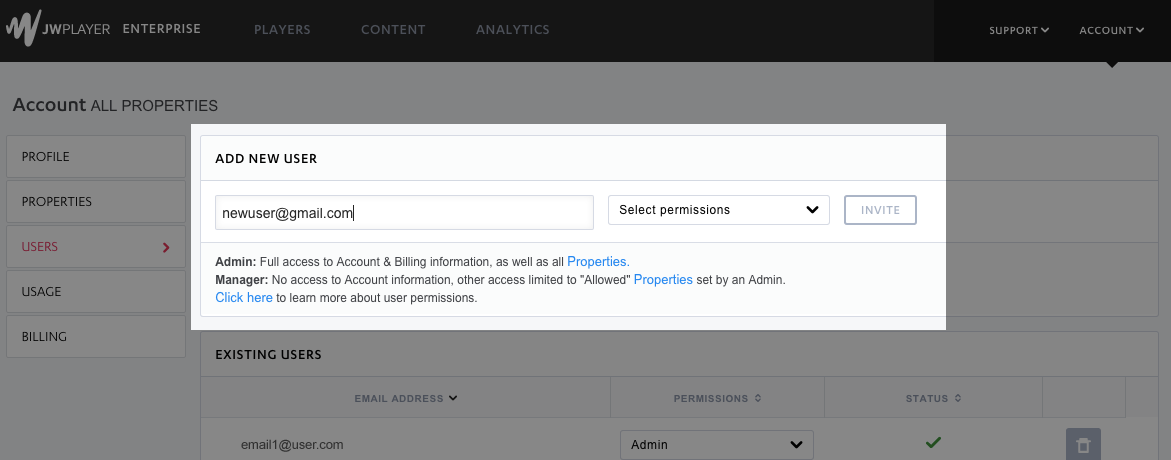 JWPLAYER ENTERPRISE PLAYERS CONTENT ANALYTICS SUPPORT ACCOUNT
Account ALL PROPERTIES
PROFILE
PROPERTIES
USERS
USAGE
BILLING
ADD NEW USER
newuser@gmail.com Select permissions INVITE
Admin: Full access to Account & Billing information, as well as all Properties.
Manager: No access to Account information, other access limited to "Allowed" Properties set by an Admin.
Click here to learn more about user permissions.
EXISTING USERS
EMAIL ADDRESS PERMISSIONS STATUS
email1@user.com Admin